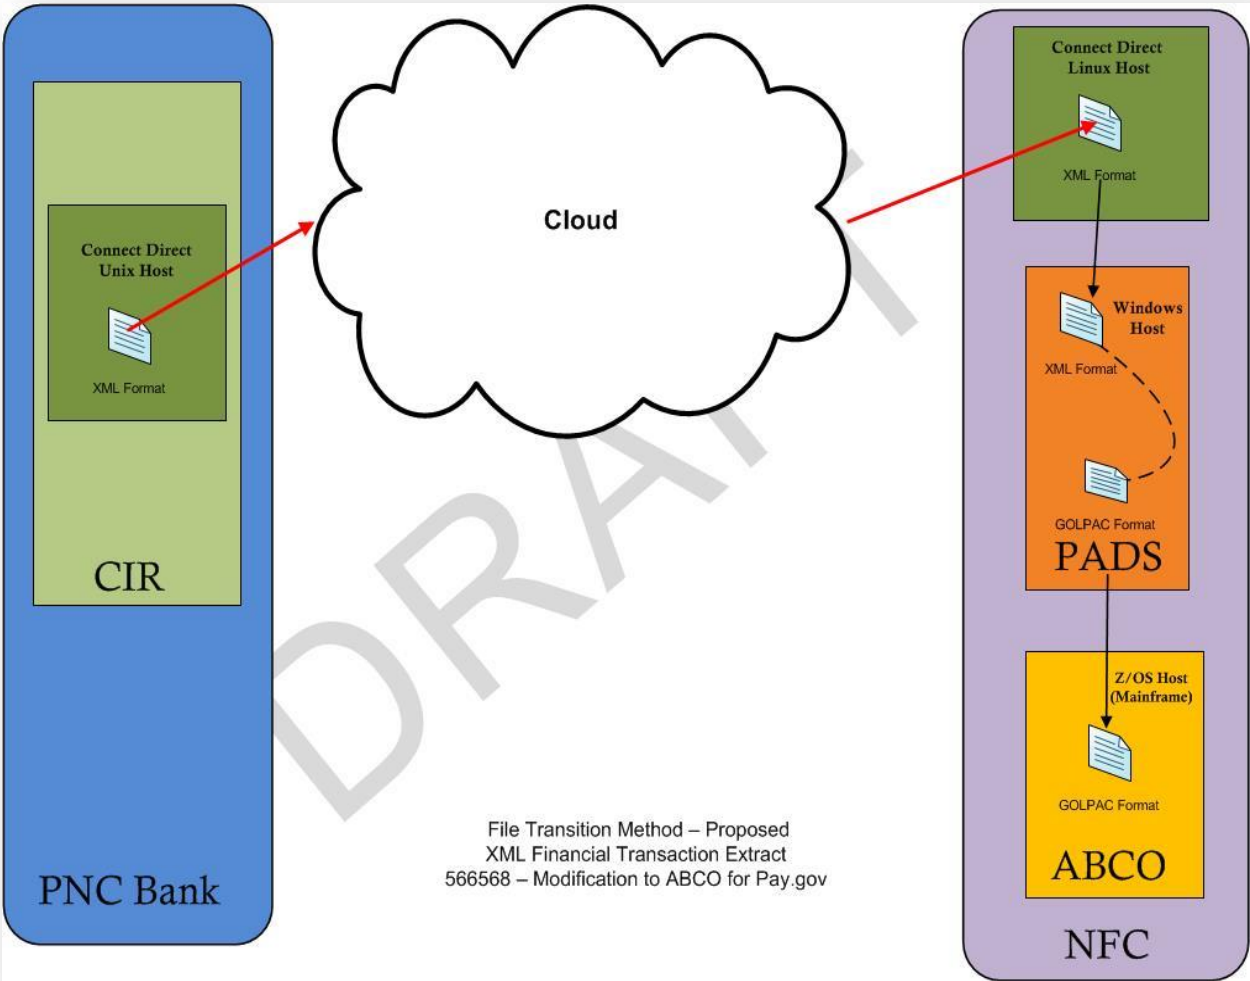 Connect Direct
Unix Host
XML Format
CIR
PNC Bank
Cloud
DRAFT
File Transition Method – Proposed
XML Financial Transaction Extract
566568 – Modification to ABCO for Pay.gov
Connect Direct
Linux Host
XML Format
Windows
Host
XML Format
GOLPAC Format
PADS
Z/OS Host
(Mainframe)
GOLPAC Format
ABCO
NFC